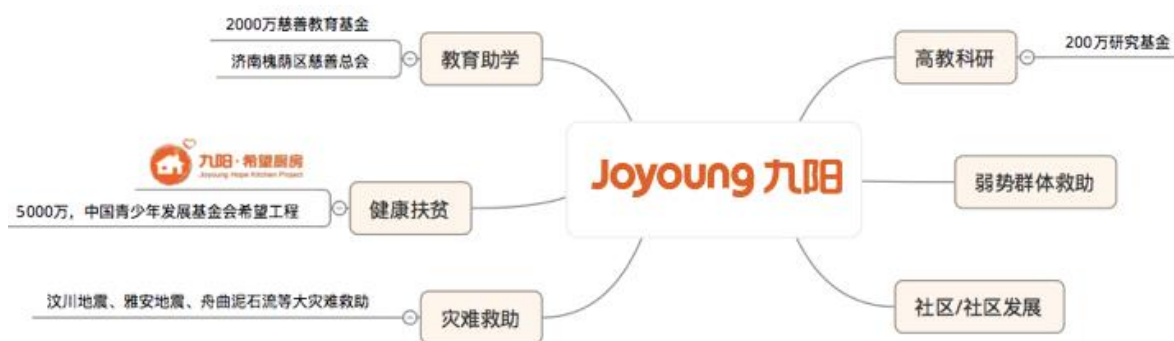 2000万慈善教育基金
济南槐荫区慈善总会
教育助学
九阳·希望厨房
Joyoung Hope Kitchen Project
5000万，中国青少年发展基金会希望工程
健康扶贫
汶川地震、雅安地震、舟曲泥石流等大灾难救助
灾难救助
Joyoung 九阳
高教科研
200万研究基金
弱势群体救助
社区/社区发展